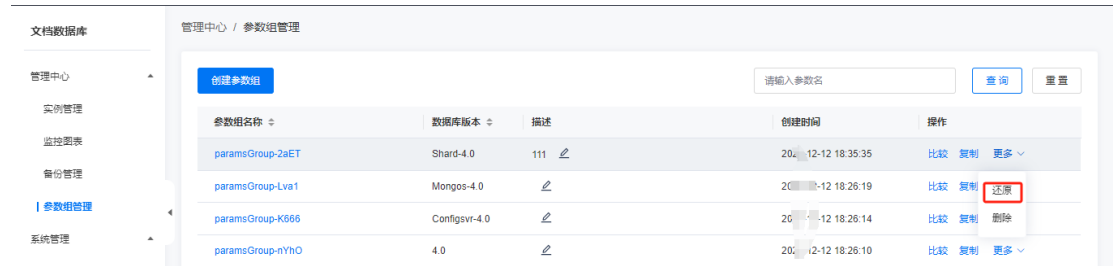 文档数据库
管理中心 / 参数组管理
管理中心
实例管理
监控图表
备份管理
参数组管理
系统管理
创建参数组
请输入参数名
查 询
重 置
参数组名称 数据库版本 描述 创建时间 操作
paramsGroup-2aET Shard-4.0 111 12-12 18:35:35 比较 复制 更多
paramsGroup-Lva1 Mongos-4.0 -12 18:26:19 比较 复制
还原
paramsGroup-K666 Configsvr-4.0 -12 18:26:14 比较 复制
删除
paramsGroup-nYhO 4.0 12-12 18:26:10 比较 复制 更多